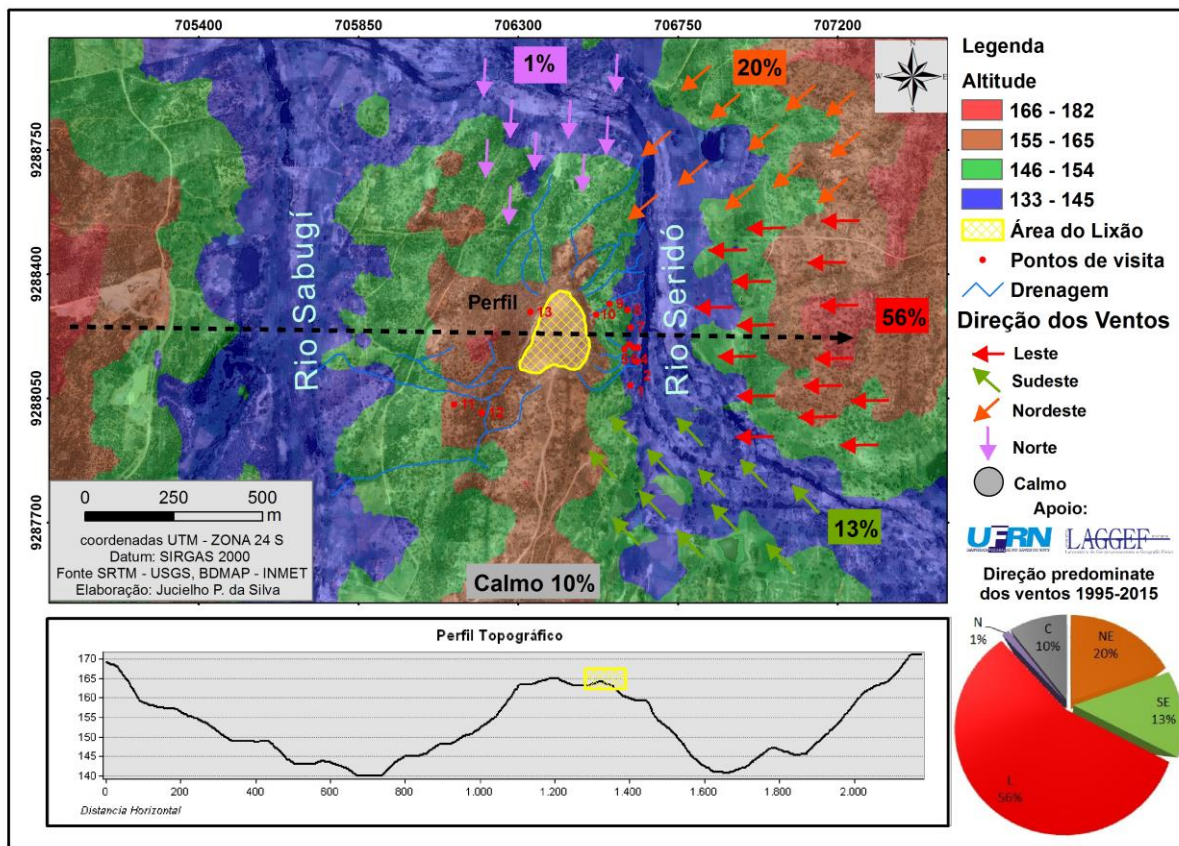 705400 705850 706300 706750 707200
9288750
9288400
9288050
9287700
1%
20%
N
E
S
W
Rio Sabugí
Perfil
Rio Seridó
56%
13
10
9
8
11
12
13%
Calmo 10%
0 250 500
m
coordenadas UTM - ZONA 24 S
Datum: SIRGAS 2000
Fonte SRTM - USGS, BDMAP - INMET
Elaboração: Jucielho P. da Silva
Legenda
Altitude
166 - 182
155 - 165
146 - 154
133 - 145
Área do Lixão
Pontos de visita
Drenagem
Direção dos Ventos
Leste
Sudeste
Nordeste
Norte
Calmo
Apoio:
UFRN
LAGGEF
Direção predominate
dos ventos 1995-2015
N
1%
C
10%
NE
20%
SE
13%
L
56%
Perfil Topográfico
170
165
160
155
150
145
140
0 200 400 600 800 1.000 1.200 1.400 1.600 1.800 2.000
Distancia Horizontal